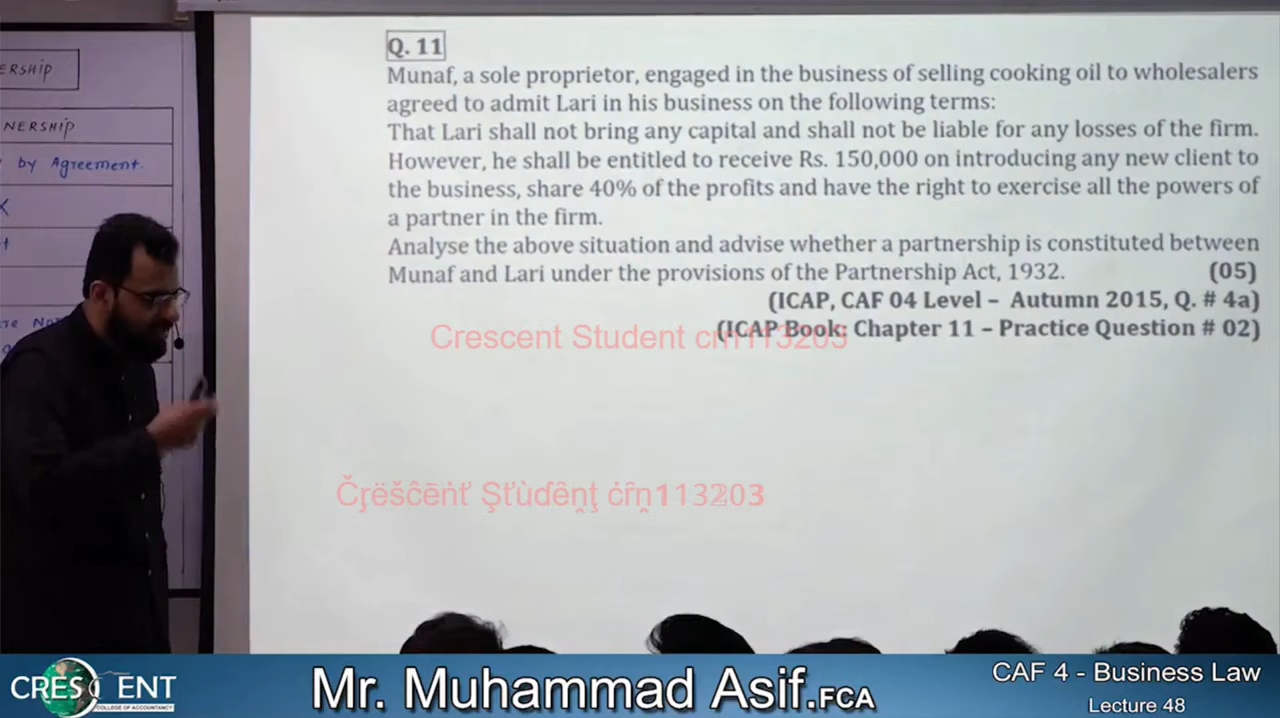 ERSHIP
NERSHIP
by Agreement.
Q. 11
Munaf, a sole proprietor, engaged in the business of selling cooking oil to wholesalers
agreed to admit Lari in his business on the following terms:
That Lari shall not bring any capital and shall not be liable for any losses of the firm.
However, he shall be entitled to receive Rs. 150,000 on introducing any new client to
the business, share 40% of the profits and have the right to exercise all the powers of
a partner in the firm.
Analyse the above situation and advise whether a partnership is constituted between
Munaf and Lari under the provisions of the Partnership Act, 1932. (05)
(ICAP, CAF 04 Level – Autumn 2015, Q. # 4a)
(ICAP Book: Chapter 11 – Practice Question # 02)
Crescent Student crn113203
Čŗëšĉēṅť Şťùďȇṋţ ċȓṋ113203
CRESCENT
COLLEGE OF ACCOUNTANCY
Mr. Muhammad Asif.FCA
CAF 4 - Business Law
Lecture 48